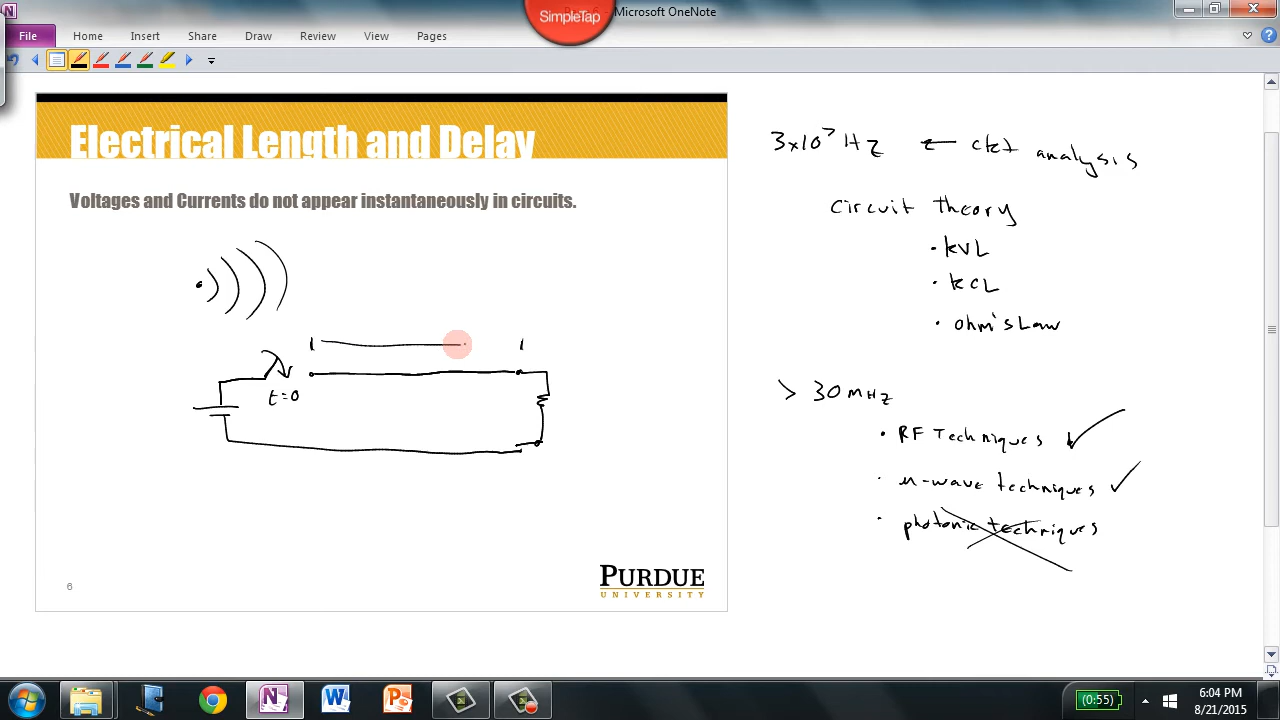 SimpleTap
- Microsoft OneNote
File Home Insert Share Draw Review View Pages
Electrical Length and Delay
Voltages and Currents do not appear instantaneously in circuits.
t=0
6
PURDUE
UNIVERSITY
3x10⁷ Hz ← ckt analysis
Circuit Theory
• KVL
• KCL
• Ohm's Law
> 30 MHz
• RF Techniques ✓
• μ-wave techniques ✓
• photonic techniques
(0:55)
6:04 PM
8/21/2015